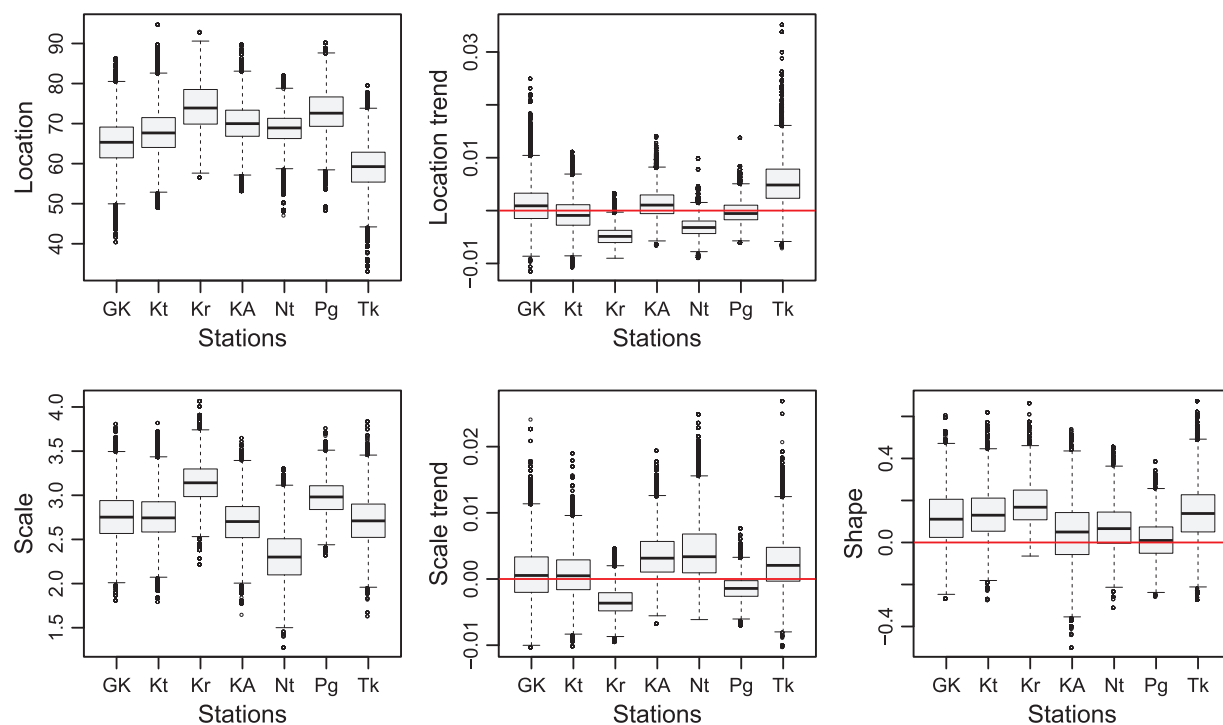 Location
90
80
70
60
50
40
GK Kt Kr KA Nt Pg Tk
Stations
Location trend
0.03
0.01
−0.01
GK Kt Kr KA Nt Pg Tk
Stations
Scale
4.0
3.5
3.0
2.5
2.0
1.5
GK Kt Kr KA Nt Pg Tk
Stations
Scale trend
0.02
0.01
0.00
−0.01
GK Kt Kr KA Nt Pg Tk
Stations
Shape
0.4
0.0
−0.4
GK Kt Kr KA Nt Pg Tk
Stations